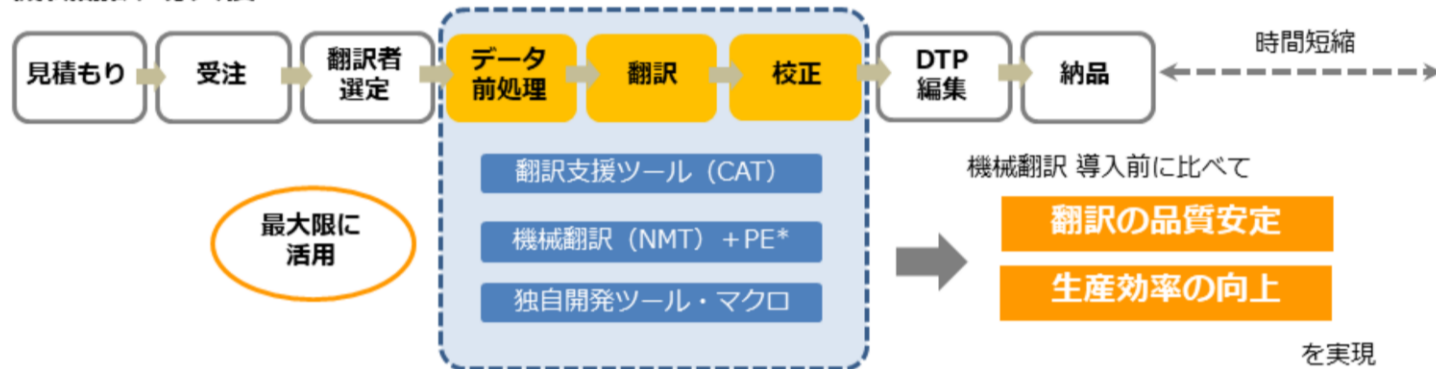 見積もり
受注
翻訳者
選定
データ
前処理
翻訳
校正
DTP
編集
納品
時間短縮
翻訳支援ツール（CAT）
機械翻訳（NMT）＋PE*
独自開発ツール・マクロ
最大限に
活用
機械翻訳 導入前に比べて
翻訳の品質安定
生産効率の向上
を実現